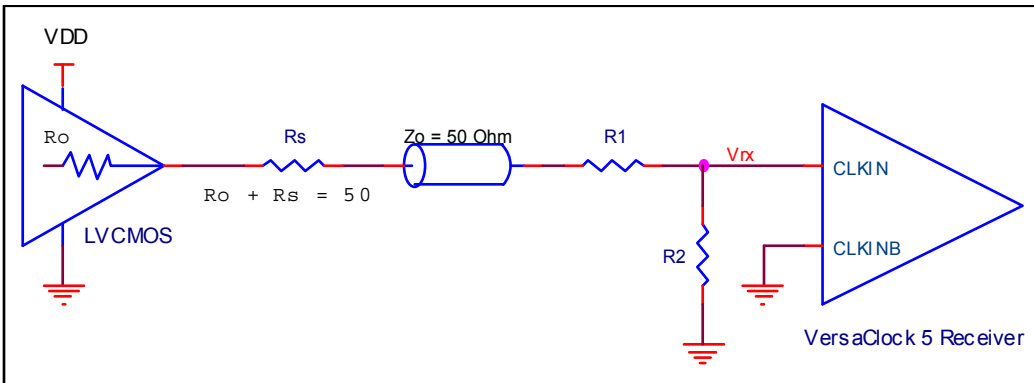 VDD
Ro
Rs
Zo = 50 Ohm
R1
Vrx
CLKIN
Ro + Rs = 50
LVCMOS
R2
CLKINB
VersaClock 5 Receiver